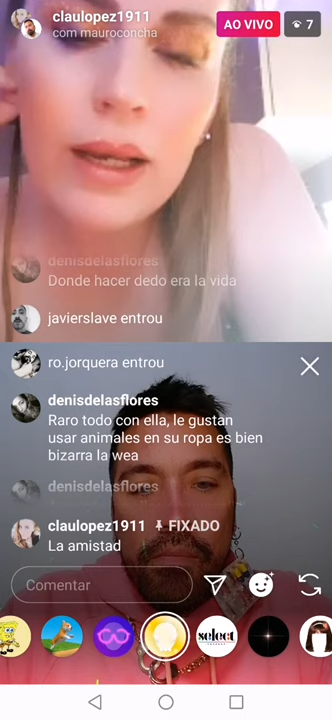 claulopez1911
com mauroconcha
AO VIVO
7
denisdelasflores
Donde hacer dedo era la vida
javierslave entrou
ro.jorquera entrou
denisdelasflores
Raro todo con ella, le gustan
usar animales en su ropa es bien
bizarra la wea
denisdelasflores
claulopez1911 FIXADO
La amistad
Comentar
select